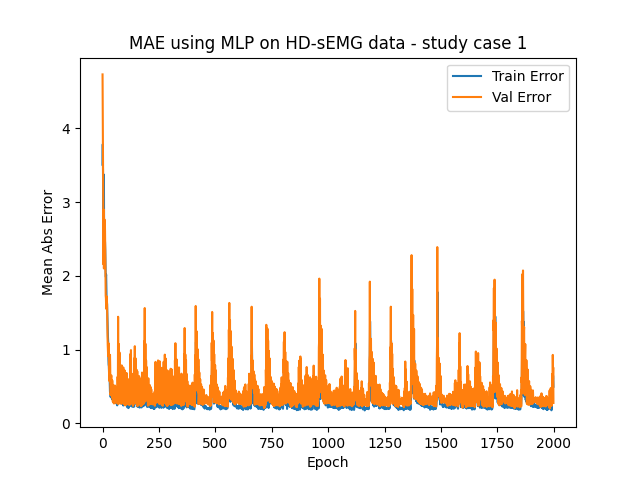 MAE using MLP on HD-sEMG data - study case 1
Train Error
Val Error
Mean Abs Error
4
3
2
1
0
0 250 500 750 1000 1250 1500 1750 2000
Epoch